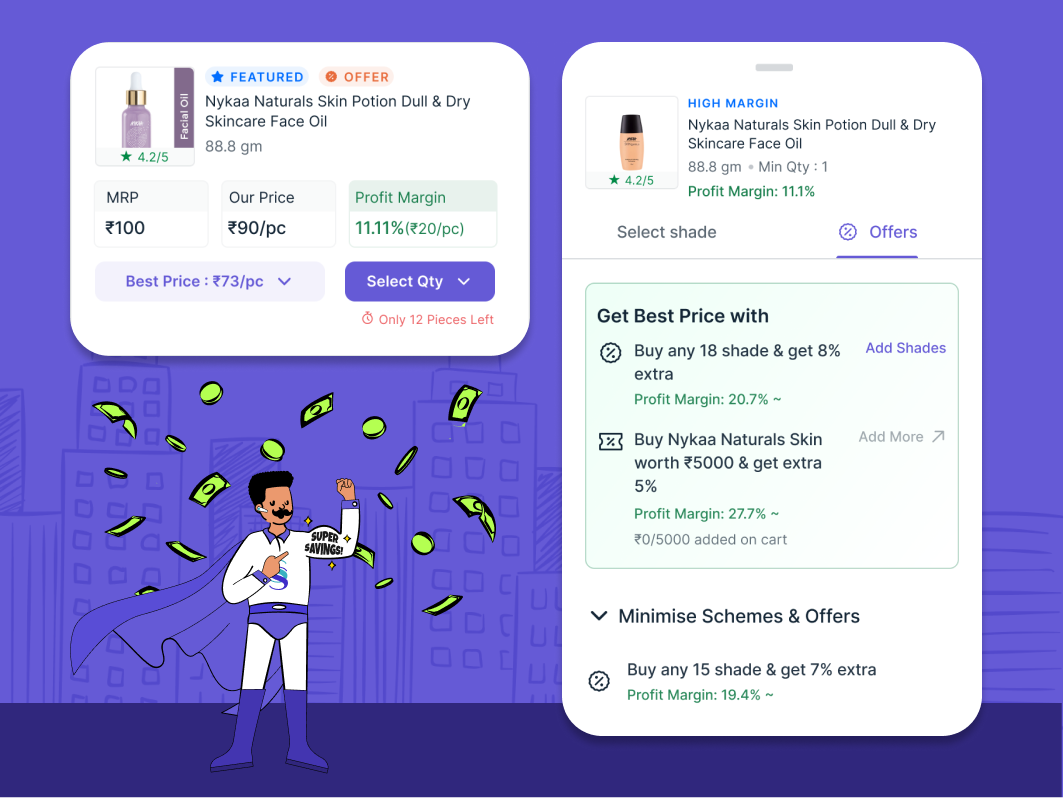 FEATURED OFFER
Nykaa Naturals Skin Potion Dull & Dry
Skincare Face Oil
88.8 gm
Facial Oil
4.2/5
MRP
₹100
Our Price
₹90/pc
Profit Margin
11.11%(₹20/pc)
Best Price : ₹73/pc
Select Qty
Only 12 Pieces Left
SUPER
SAVINGS!
HIGH MARGIN
Nykaa Naturals Skin Potion Dull & Dry
Skincare Face Oil
88.8 gm • Min Qty : 1
Profit Margin: 11.1%
4.2/5
Select shade
Offers
Get Best Price with
Buy any 18 shade & get 8%
extra
Add Shades
Profit Margin: 20.7% ~
Buy Nykaa Naturals Skin
worth ₹5000 & get extra
5%
Add More
Profit Margin: 27.7% ~
₹0/5000 added on cart
Minimise Schemes & Offers
Buy any 15 shade & get 7% extra
Profit Margin: 19.4% ~